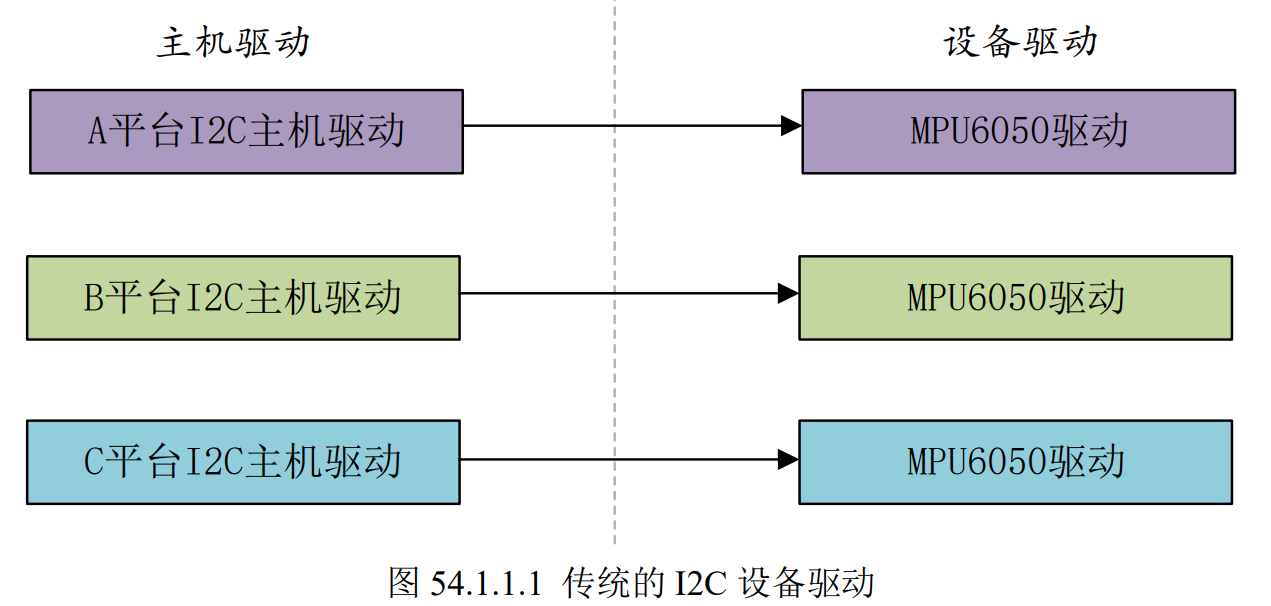 主机驱动 设备驱动
A平台I2C主机驱动 MPU6050驱动
B平台I2C主机驱动 MPU6050驱动
C平台I2C主机驱动 MPU6050驱动
图 54.1.1.1 传统的 I2C 设备驱动